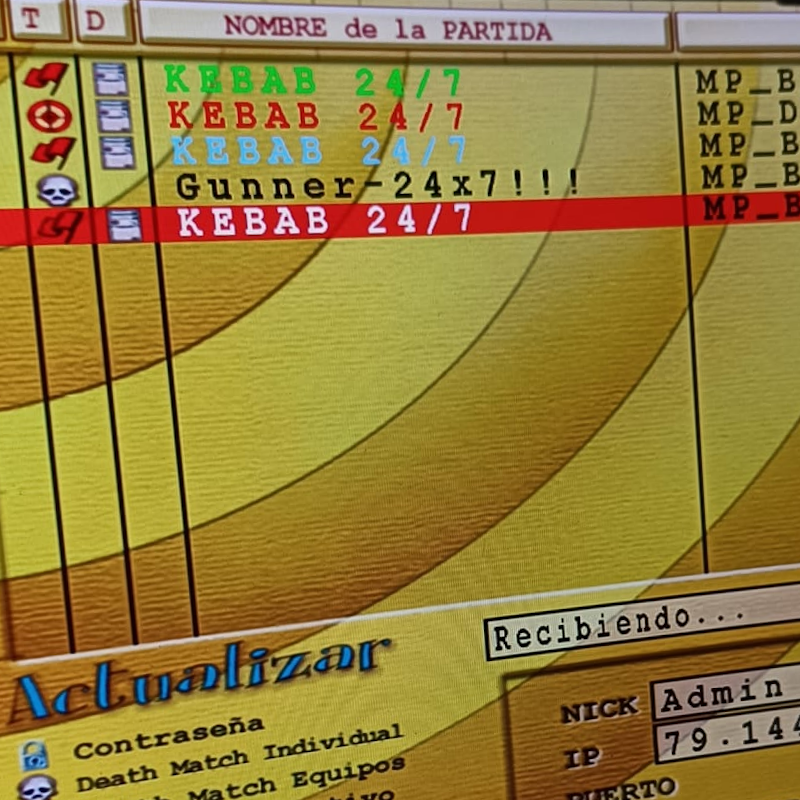 T D NOMBRE de la PARTIDA
KEBAB 24/7 MP_B
KEBAB 24/7 MP_D
KEBAB 24/7 MP_B
Gunner-24x7!!! MP_B
KEBAB 24/7 MP_B
Actualizar
Recibiendo...
Contraseña
Death Match Individual
Match Equipos
NICK Admin
IP 79.144
PUERTO